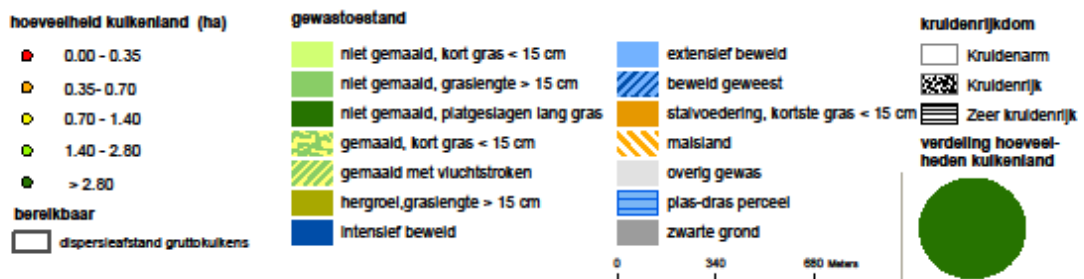 hoeveelheid kuikenland (ha)
0.00 - 0.35
0.35- 0.70
0.70 - 1.40
1.40 - 2.80
> 2.80
bereikbaar
dispersieafstand gruttokuikens
gewastoestand
niet gemaaid, kort gras < 15 cm
niet gemaaid, graslengte > 15 cm
niet gemaaid, platgeslagen lang gras
gemaaid, kort gras < 15 cm
gemaaid met vluchtstroken
hergroei,graslengte > 15 cm
intensief beweid
extensief beweid
beweid geweest
stalvoedering, kortste gras < 15 cm
maisland
overig gewas
plas-dras perceel
zwarte grond
0 340 680 Meters
kruidenrijkdom
Kruidenarm
Kruidenrijk
Zeer kruidenrijk
verdeling hoeveel-
heden kuikenland